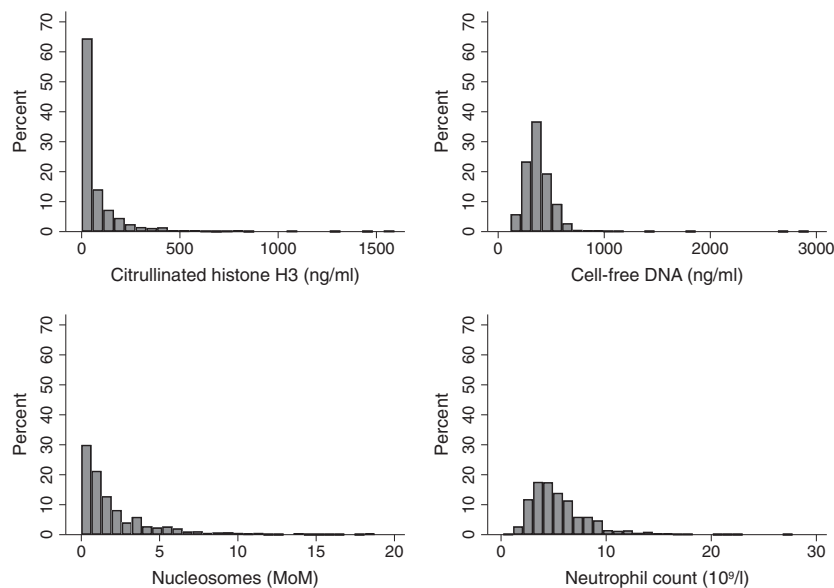 Percent
70
60
50
40
30
20
10
0
0 500 1000 1500
Citrullinated histone H3 (ng/ml)
Percent
70
60
50
40
30
20
10
0
0 1000 2000 3000
Cell-free DNA (ng/ml)
Percent
70
60
50
40
30
20
10
0
0 5 10 15 20
Nucleosomes (MoM)
Percent
70
60
50
40
30
20
10
0
0 10 20 30
Neutrophil count (10⁹/l)